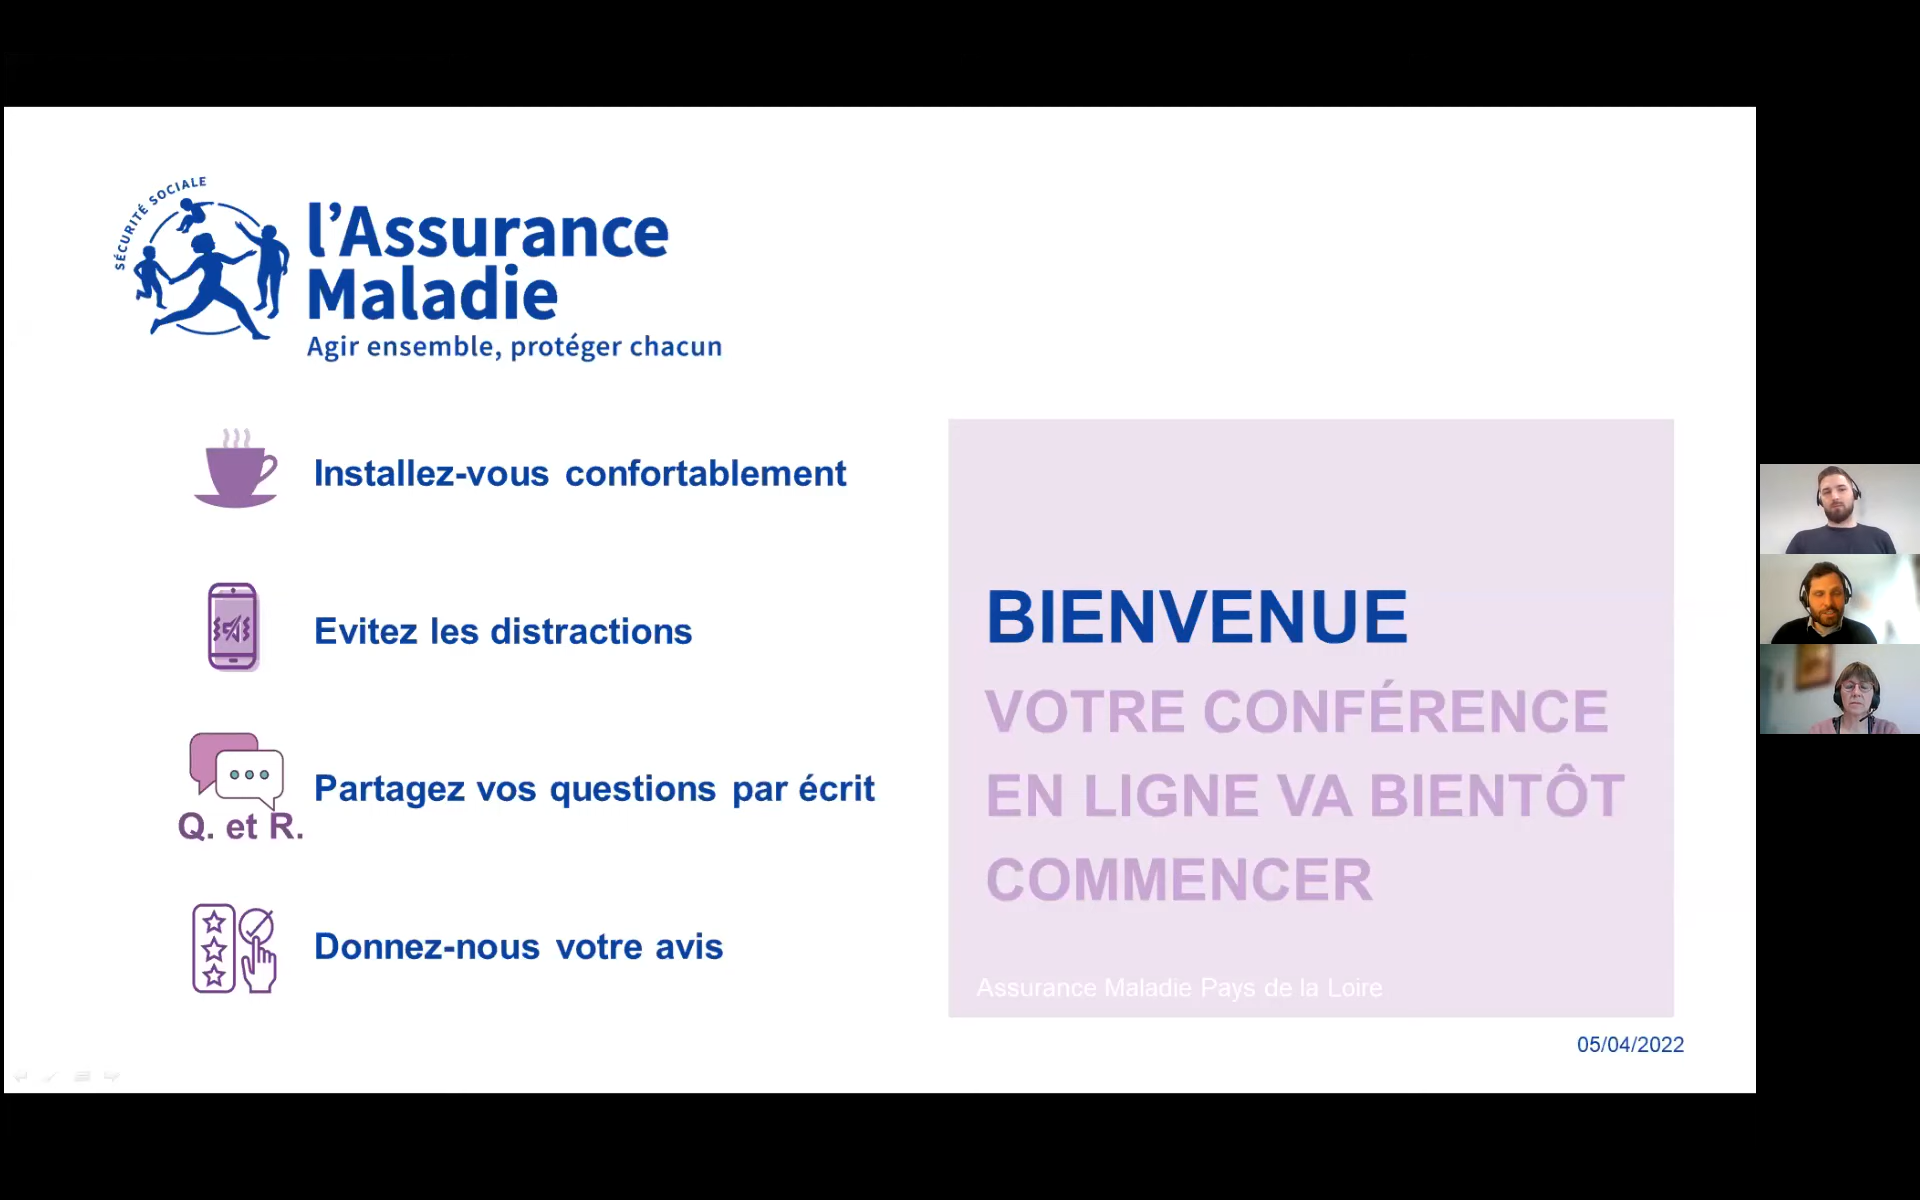 SÉCURITÉ SOCIALE
l'Assurance
Maladie
Agir ensemble, protéger chacun
Installez-vous confortablement
Evitez les distractions
Partagez vos questions par écrit
Q. et R.
Donnez-nous votre avis
BIENVENUE
VOTRE CONFÉRENCE
EN LIGNE VA BIENTÔT
COMMENCER
Assurance Maladie Pays de la Loire
05/04/2022